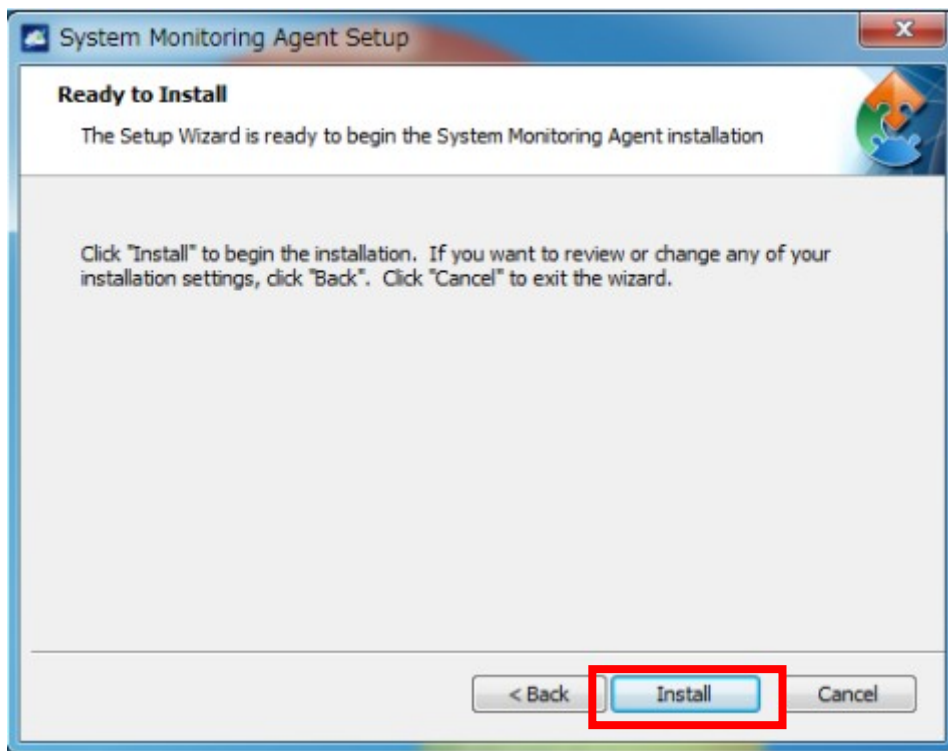 System Monitoring Agent Setup
Ready to Install
The Setup Wizard is ready to begin the System Monitoring Agent installation
Click "Install" to begin the installation.  If you want to review or change any of your
installation settings, click "Back".  Click "Cancel" to exit the wizard.
< Back Install Cancel